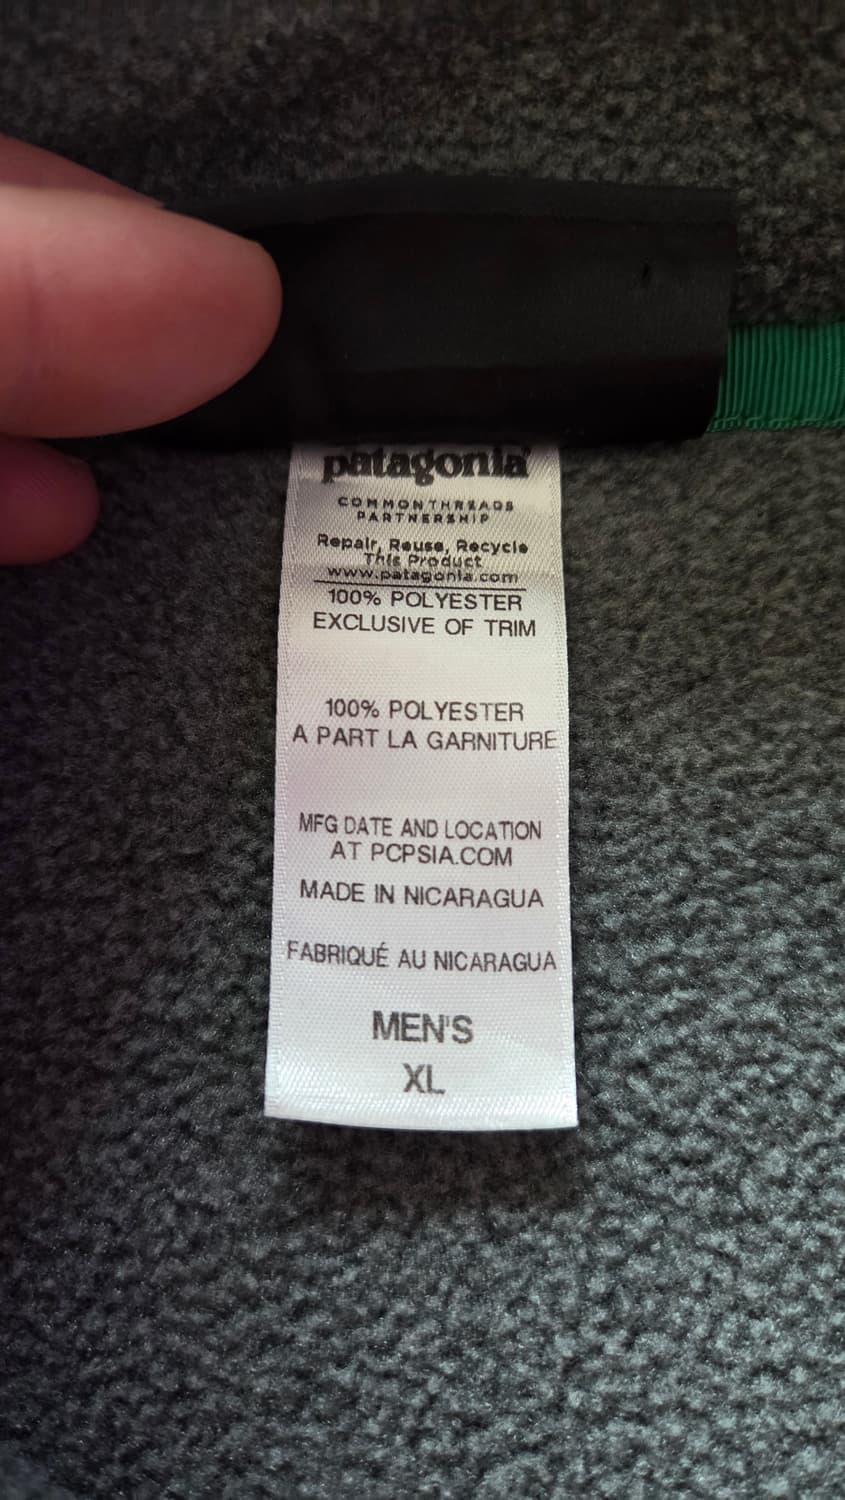 patagonia®
COMMON THREADS
PARTNERSHIP
Repair, Reuse, Recycle
This Product
www.patagonia.com
100% POLYESTER
EXCLUSIVE OF TRIM
100% POLYESTER
A PART LA GARNITURE
MFG DATE AND LOCATION
AT PCPSIA.COM
MADE IN NICARAGUA
FABRIQUÉ AU NICARAGUA
MEN'S
XL